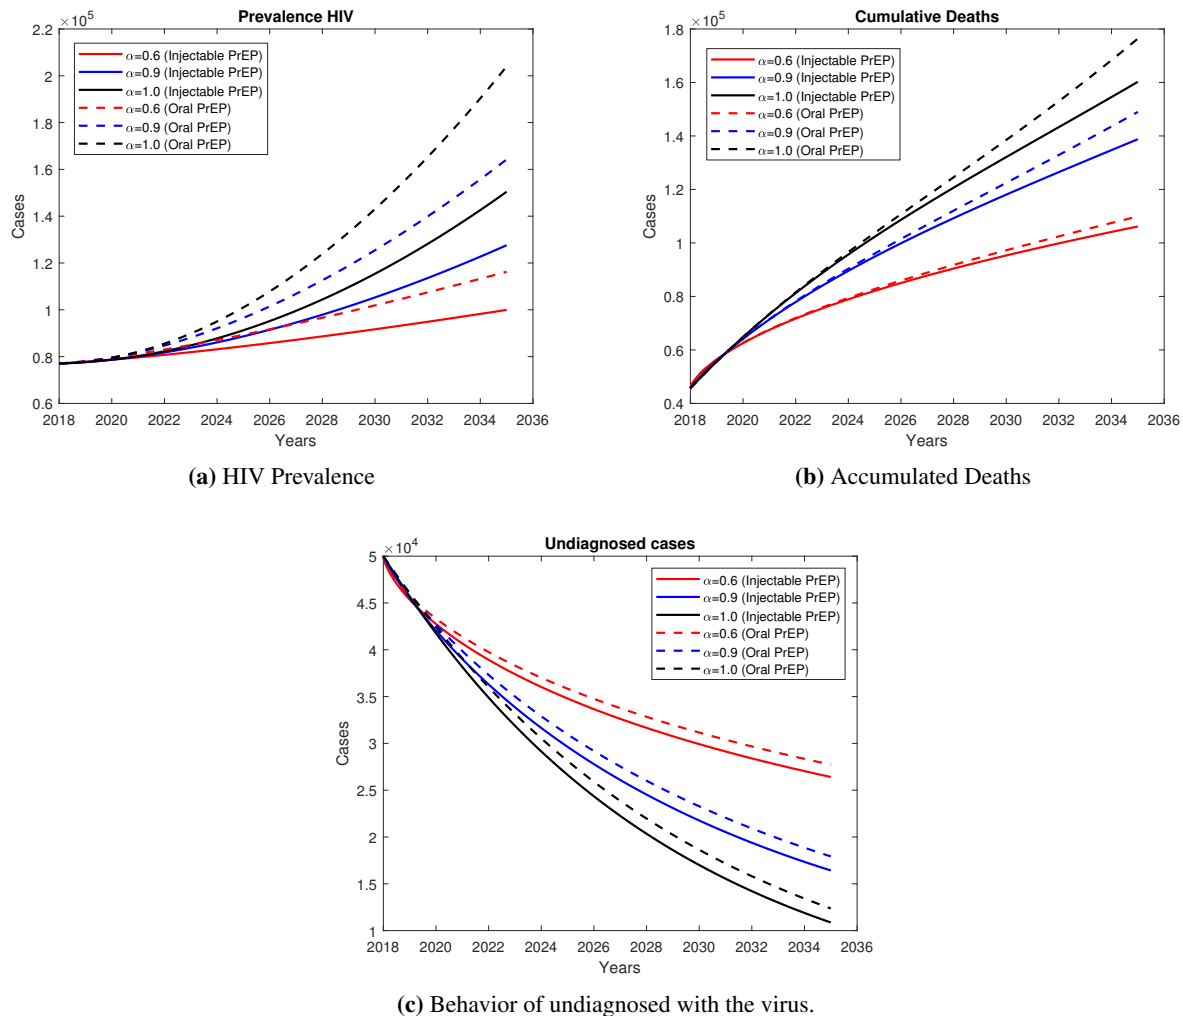 Prevalence HIV
×10⁵
2.2
2
1.8
1.6
1.4
1.2
1
0.8
0.6
Cases
α=0.6 (Injectable PrEP)
α=0.9 (Injectable PrEP)
α=1.0 (Injectable PrEP)
α=0.6 (Oral PrEP)
α=0.9 (Oral PrEP)
α=1.0 (Oral PrEP)
2018 2020 2022 2024 2026 2028 2030 2032 2034 2036
Years
(a) HIV Prevalence
Cumulative Deaths
×10⁵
1.8
1.6
1.4
1.2
1
0.8
0.6
0.4
Cases
α=0.6 (Injectable PrEP)
α=0.9 (Injectable PrEP)
α=1.0 (Injectable PrEP)
α=0.6 (Oral PrEP)
α=0.9 (Oral PrEP)
α=1.0 (Oral PrEP)
2018 2020 2022 2024 2026 2028 2030 2032 2034 2036
Years
(b) Accumulated Deaths
Undiagnosed cases
×10⁴
5
4.5
4
3.5
3
2.5
2
1.5
1
Cases
α=0.6 (Injectable PrEP)
α=0.9 (Injectable PrEP)
α=1.0 (Injectable PrEP)
α=0.6 (Oral PrEP)
α=0.9 (Oral PrEP)
α=1.0 (Oral PrEP)
2018 2020 2022 2024 2026 2028 2030 2032 2034 2036
Years
(c) Behavior of undiagnosed with the virus.